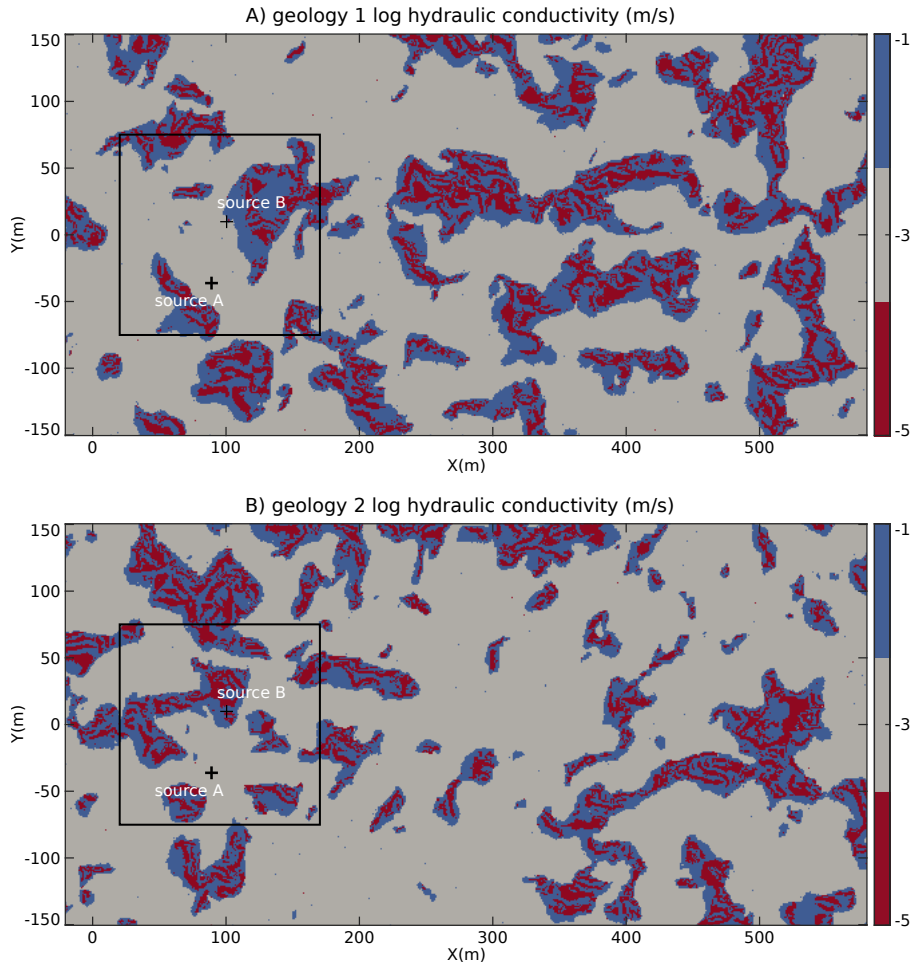 A) geology 1 log hydraulic conductivity (m/s)
150
100
50
0
-50
-100
-150
Y(m)
source B
source A
0 100 200 300 400 500
X(m)
-1
-3
-5
B) geology 2 log hydraulic conductivity (m/s)
150
100
50
0
-50
-100
-150
Y(m)
source B
source A
0 100 200 300 400 500
X(m)
-1
-3
-5